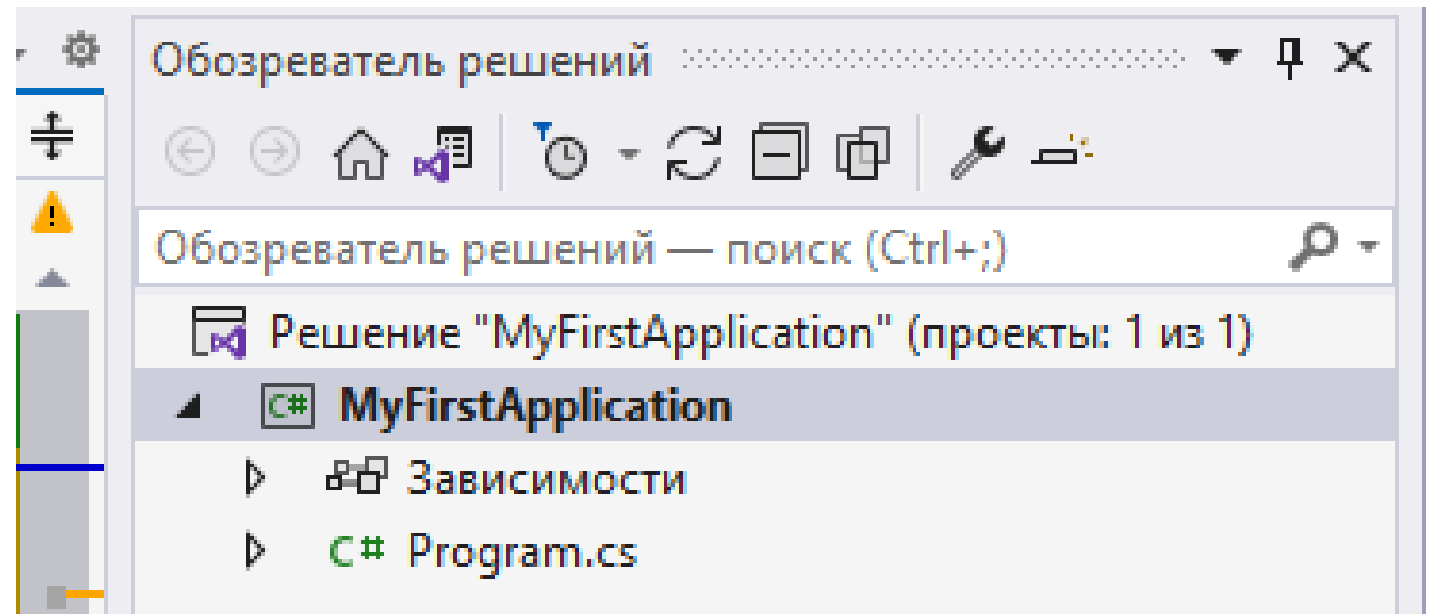 Обозреватель решений
Обозреватель решений — поиск (Ctrl+;)
Решение "MyFirstApplication" (проекты: 1 из 1)
C# MyFirstApplication
Зависимости
C# Program.cs